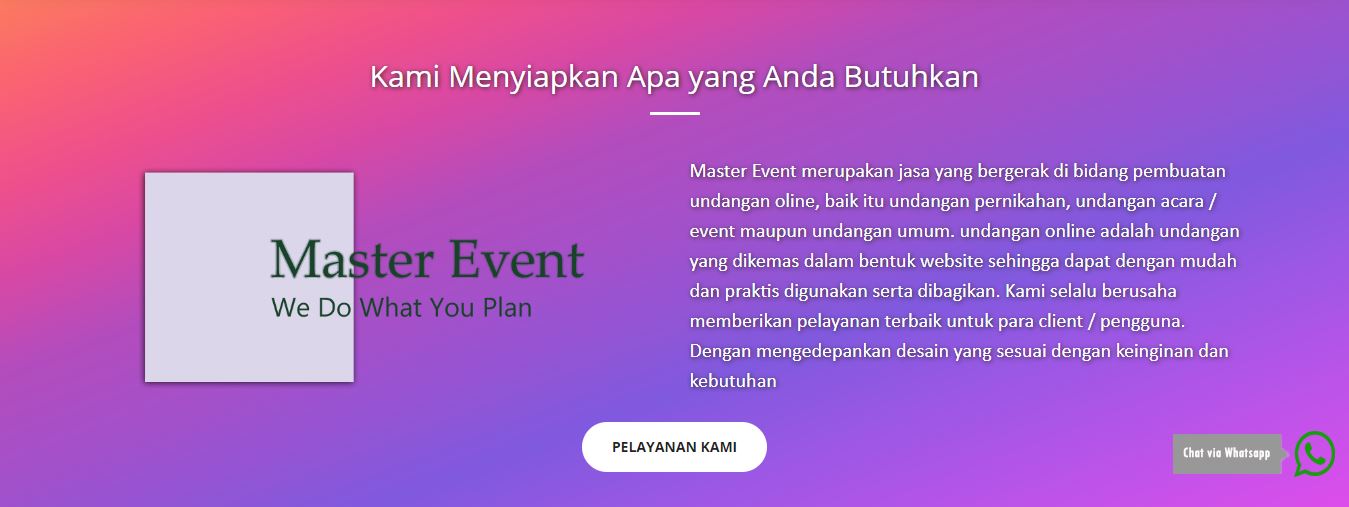 Kami Menyiapkan Apa yang Anda Butuhkan
Master Event
We Do What You Plan
Master Event merupakan jasa yang bergerak di bidang pembuatan
undangan oline, baik itu undangan pernikahan, undangan acara /
event maupun undangan umum. undangan online adalah undangan
yang dikemas dalam bentuk website sehingga dapat dengan mudah
dan praktis digunakan serta dibagikan. Kami selalu berusaha
memberikan pelayanan terbaik untuk para client / pengguna.
Dengan mengedepankan desain yang sesuai dengan keinginan dan
kebutuhan
PELAYANAN KAMI
Chat via Whatsapp